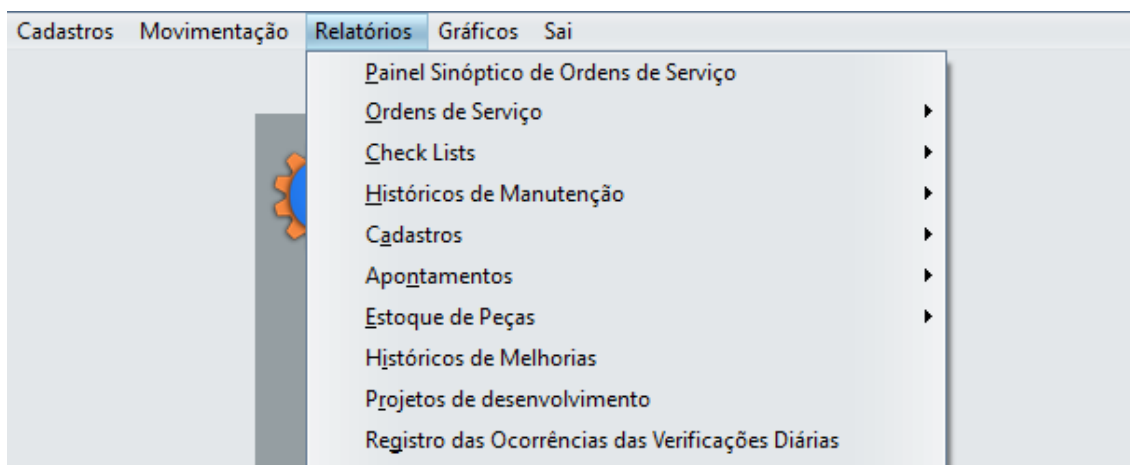 Cadastros Movimentação Relatórios Gráficos Sai
Painel Sinóptico de Ordens de Serviço
Ordens de Serviço
Check Lists
Históricos de Manutenção
Cadastros
Apontamentos
Estoque de Peças
Históricos de Melhorias
Projetos de desenvolvimento
Registro das Ocorrências das Verificações Diárias